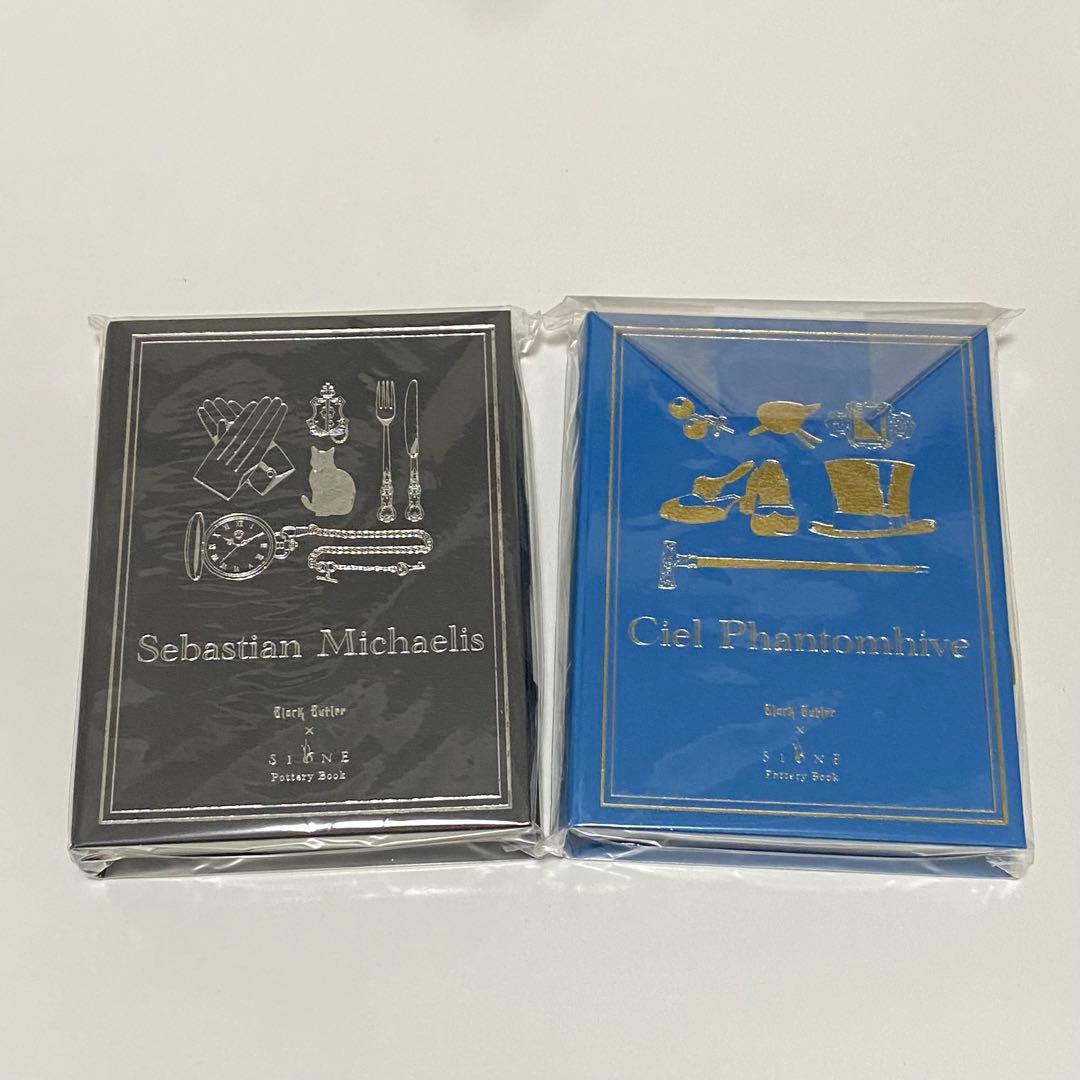 Sebastian Michaelis
Black Butler
×
SIONE
Pottery Book
Ciel Phantomhive
Black Butler
×
SIONE
Pottery Book